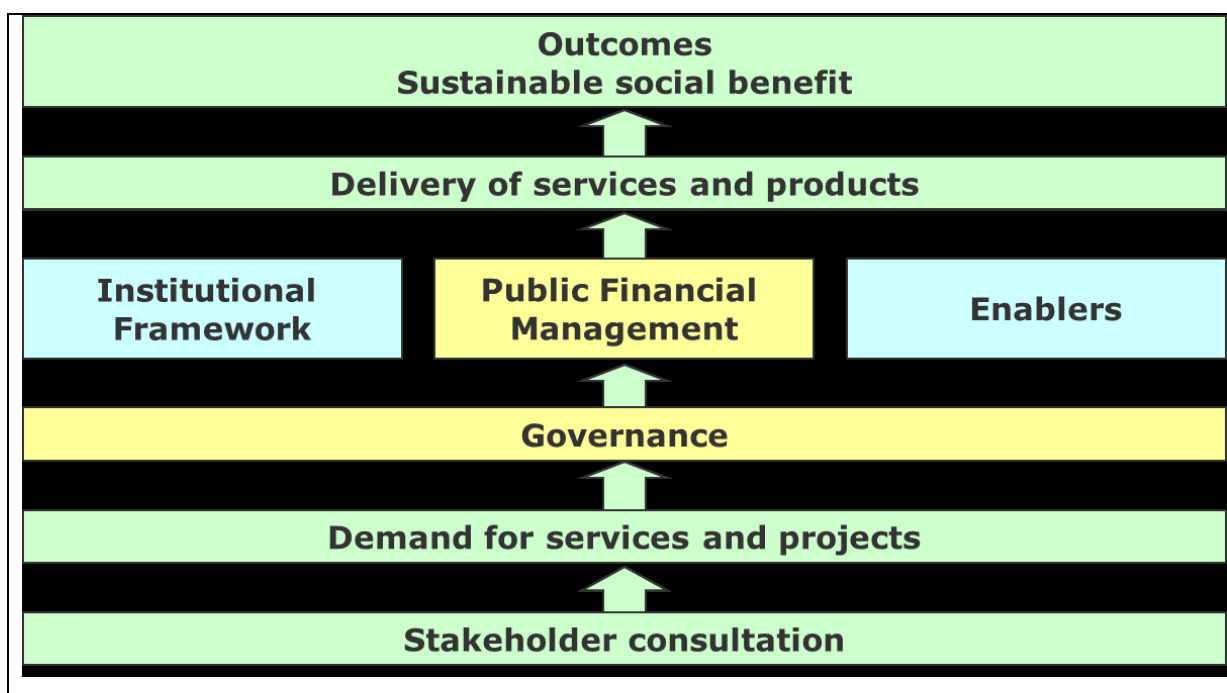 Outcomes
Sustainable social benefit
Delivery of services and products
Institutional
Framework
Public Financial
Management
Enablers
Governance
Demand for services and projects
Stakeholder consultation